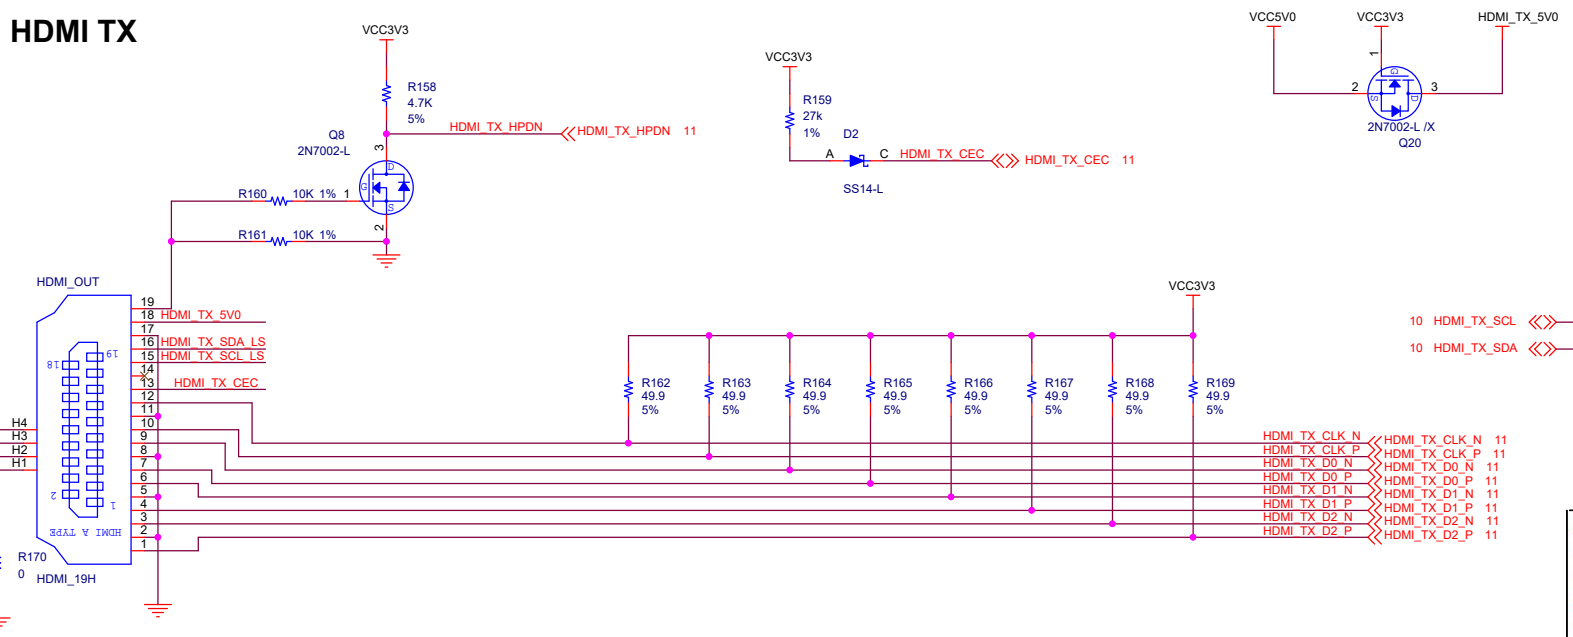 HDMI TX
VCC3V3
R158
4.7K
5%
HDMI_TX_HPDN
HDMI_TX_HPDN 11
Q8
2N7002-L
3
D
G
S
1
2
R160 10K 1%
R161 10K 1%
VCC3V3
R159
27k
1%
D2
A
C
HDMI_TX_CEC
HDMI_TX_CEC 11
SS14-L
VCC5V0
VCC3V3
HDMI_TX_5V0
1
G
2
S
D
3
2N7002-L /X
Q20
HDMI_OUT
19
18 HDMI_TX_5V0
17
16 HDMI_TX_SDA_LS
15 HDMI_TX_SCL_LS
14
13 HDMI_TX_CEC
12
11
10
9
8
7
6
5
4
3
2
1
19
18
2
1
HDMI A TYPE
H4
H3
H2
H1
R170
0
HDMI_19H
VCC3V3
R162
49.9
5%
R163
49.9
5%
R164
49.9
5%
R165
49.9
5%
R166
49.9
5%
R167
49.9
5%
R168
49.9
5%
R169
49.9
5%
10 HDMI_TX_SCL
10 HDMI_TX_SDA
HDMI_TX_CLK_N HDMI_TX_CLK_N 11
HDMI_TX_CLK_P HDMI_TX_CLK_P 11
HDMI_TX_D0_N HDMI_TX_D0_N 11
HDMI_TX_D0_P HDMI_TX_D0_P 11
HDMI_TX_D1_N HDMI_TX_D1_N 11
HDMI_TX_D1_P HDMI_TX_D1_P 11
HDMI_TX_D2_N HDMI_TX_D2_N 11
HDMI_TX_D2_P HDMI_TX_D2_P 11